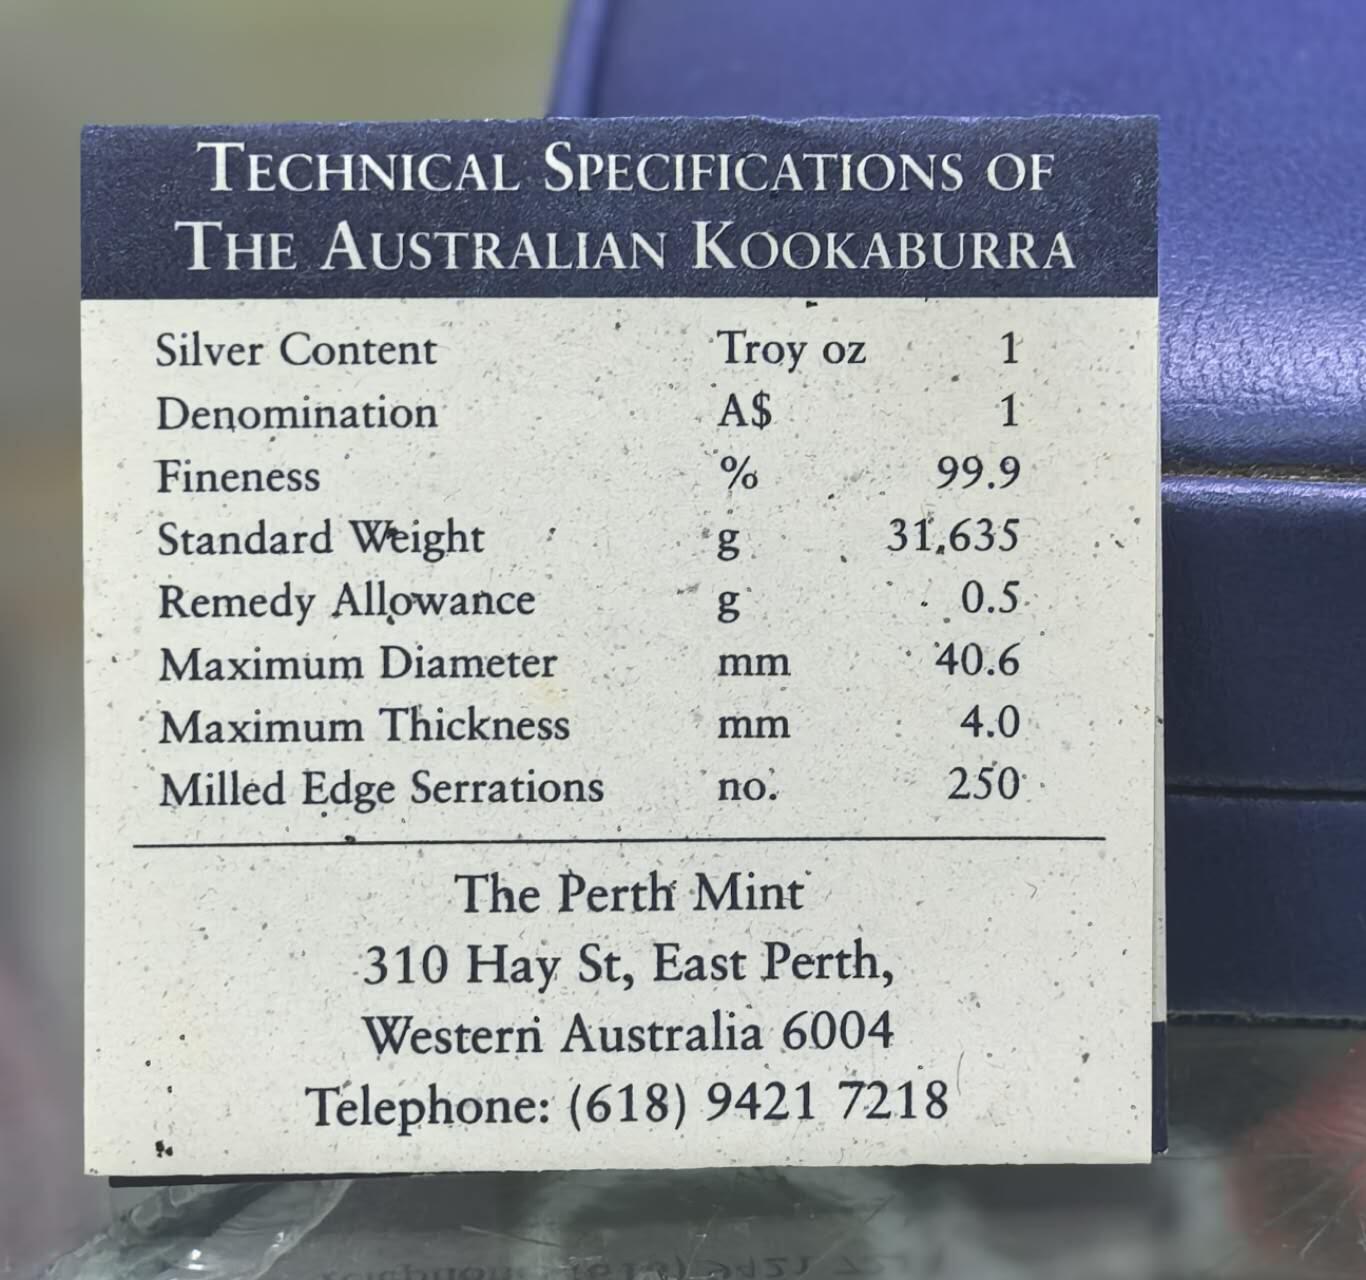 TECHNICAL SPECIFICATIONS OF
THE AUSTRALIAN KOOKABURRA
Silver Content Troy oz 1
Denomination A$ 1
Fineness % 99.9
Standard Weight g 31.635
Remedy Allowance g 0.5
Maximum Diameter mm 40.6
Maximum Thickness mm 4.0
Milled Edge Serrations no. 250
The Perth Mint
310 Hay St, East Perth,
Western Australia 6004
Telephone: (618) 9421 7218